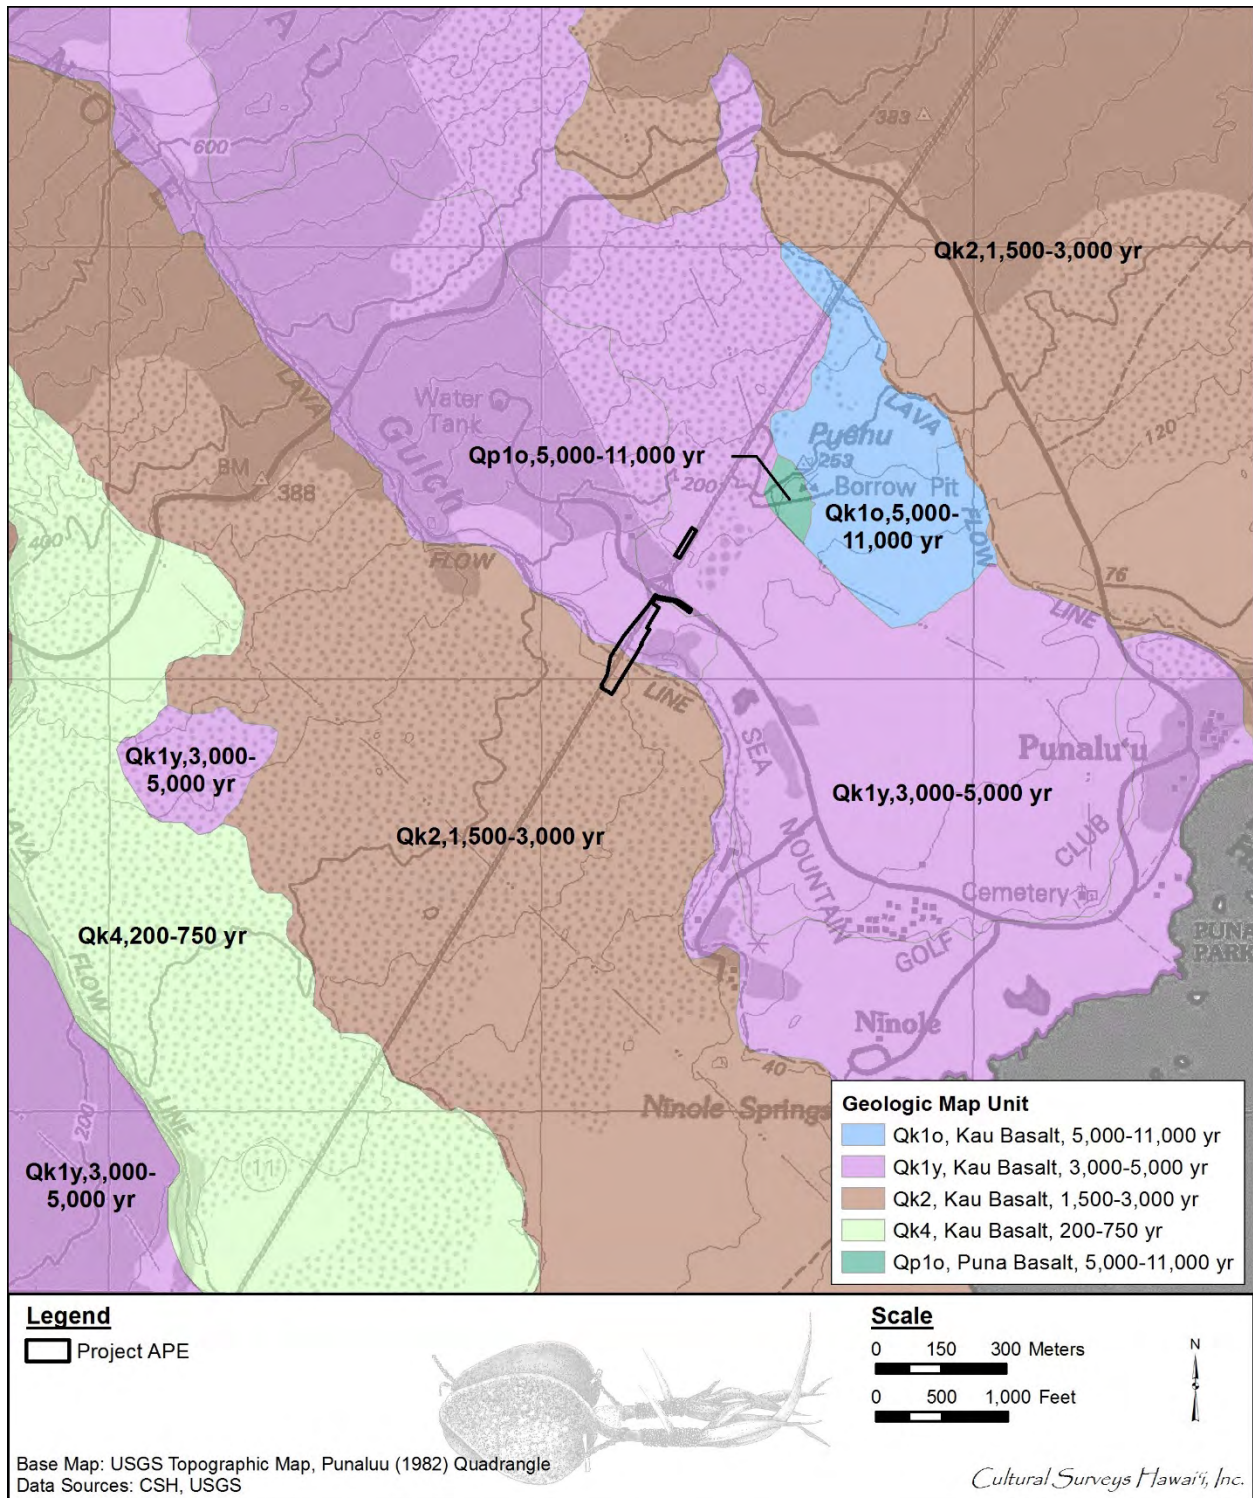 NOLE
AU
600
383
Qk2,1,500-3,000 yr
LAVA
Water
Tank
Gulch
LAVA
Puehu
253
Qp1o,5,000-11,000 yr
200
Borrow Pit
Qk1o,5,000-
11,000 yr
FLOW
120
BM
388
400
FLOW
76
LINE
LINE
SEA
Qk1y,3,000-
5,000 yr
Punalu‘u
Qk1y,3,000-5,000 yr
Qk2,1,500-3,000 yr
MOUNTAIN
CLUB
Cemetery
GOLF
AVA
Qk4,200-750 yr
FLOW
PUNA
PARK
Ninole
40
Ninole Springs
LINE
200
Qk1y,3,000-
5,000 yr
11
Geologic Map Unit
Qk1o, Kau Basalt, 5,000-11,000 yr
Qk1y, Kau Basalt, 3,000-5,000 yr
Qk2, Kau Basalt, 1,500-3,000 yr
Qk4, Kau Basalt, 200-750 yr
Qp1o, Puna Basalt, 5,000-11,000 yr
Legend
Project APE
Scale
0 150 300 Meters
0 500 1,000 Feet
N
Base Map: USGS Topographic Map, Punaluu (1982) Quadrangle
Data Sources: CSH, USGS
Cultural Surveys Hawai‘i, Inc.